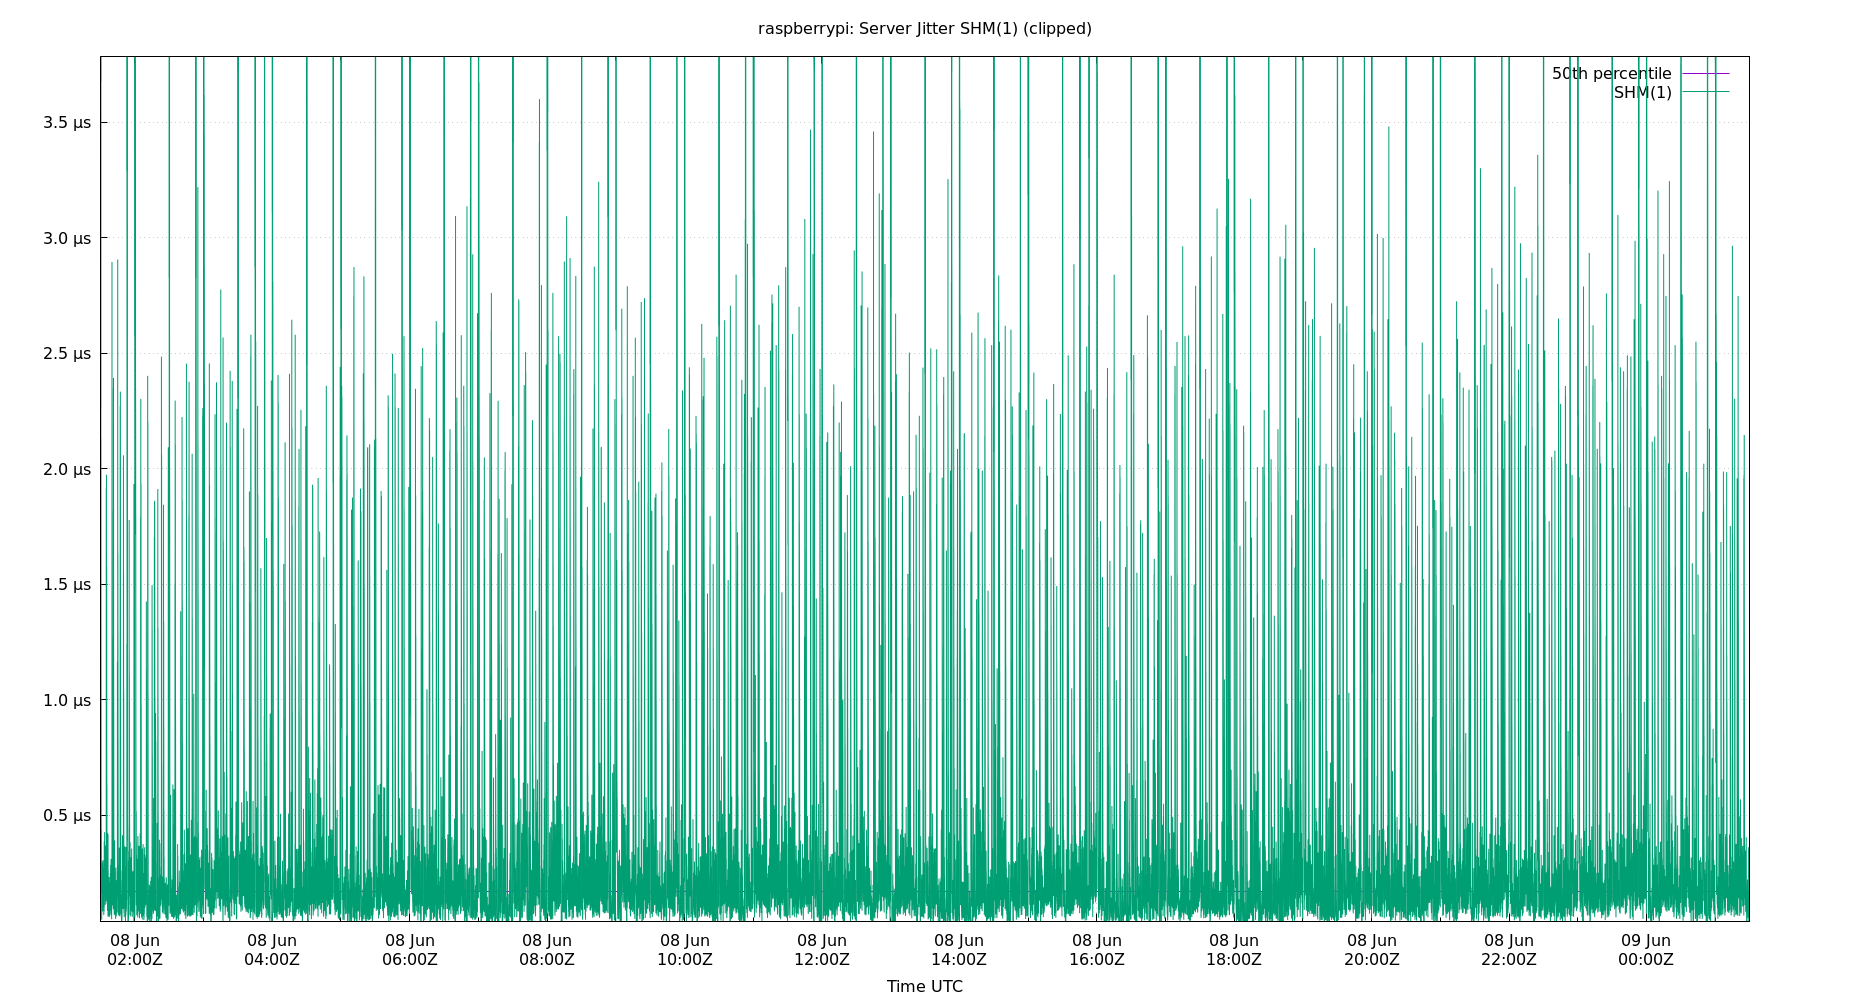 raspberrypi: Server Jitter SHM(1) (clipped)
50th percentile
SHM(1)
3.5 µs
3.0 µs
2.5 µs
2.0 µs
1.5 µs
1.0 µs
0.5 µs
08 Jun 08 Jun 08 Jun 08 Jun 08 Jun 08 Jun 08 Jun 08 Jun 08 Jun 08 Jun 08 Jun 09 Jun
02:00Z 04:00Z 06:00Z 08:00Z 10:00Z 12:00Z 14:00Z 16:00Z 18:00Z 20:00Z 22:00Z 00:00Z
Time UTC